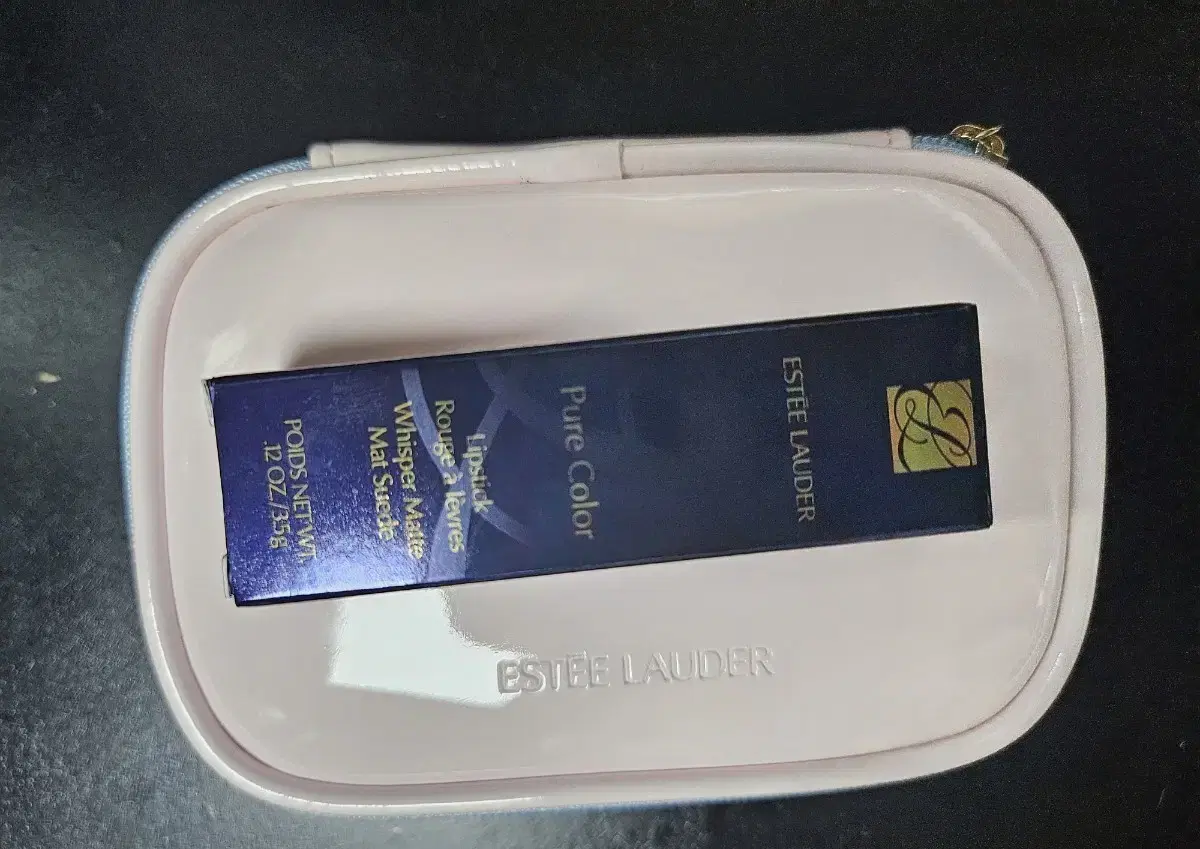 ESTĒE LAUDER
Pure Color
Lipstick
Rouge à lèvres
Whisper Matte
Mat Suede
POIDS NET WT.
.12 OZ/3.5g
ESTĒE LAUDER